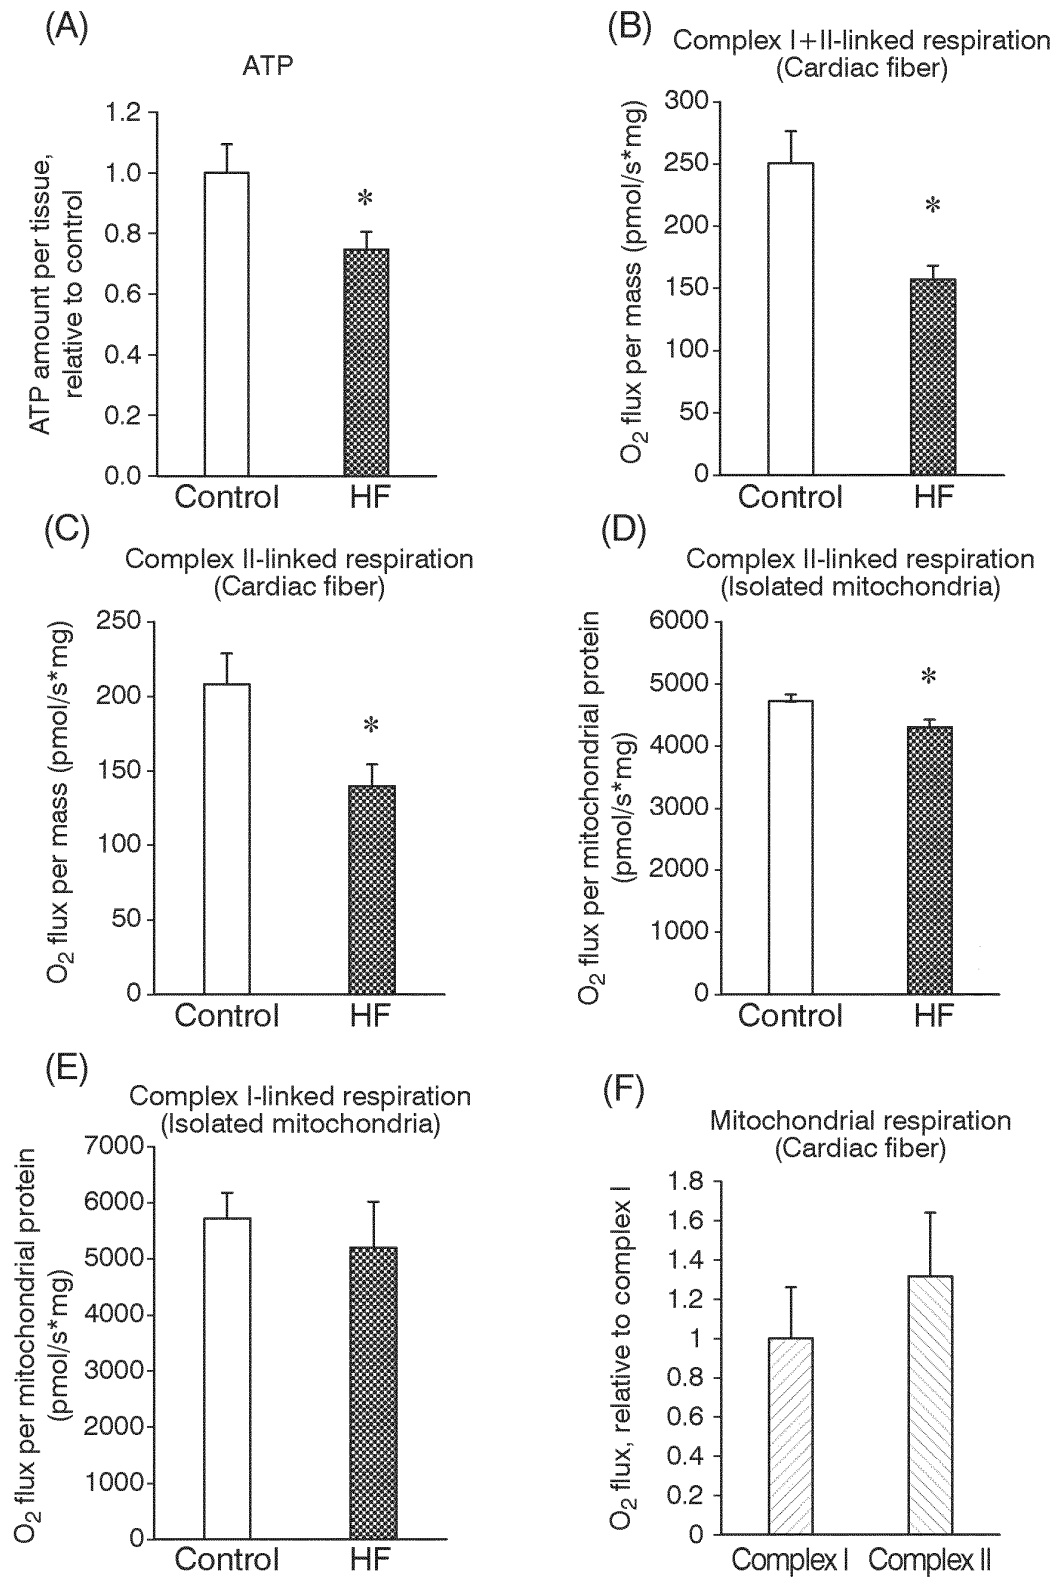 (A)
ATP
ATP amount per tissue,
relative to control
1.2
1.0
0.8
0.6
0.4
0.2
0.0
*
Control HF
(B)
Complex I+II-linked respiration
(Cardiac fiber)
O2 flux per mass (pmol/s*mg)
300
250
200
150
100
50
0
*
Control HF
(C)
Complex II-linked respiration
(Cardiac fiber)
O2 flux per mass (pmol/s*mg)
250
200
150
100
50
0
*
Control HF
(D)
Complex II-linked respiration
(Isolated mitochondria)
O2 flux per mitochondrial protein
(pmol/s*mg)
6000
5000
4000
3000
2000
1000
0
*
Control HF
(E)
Complex I-linked respiration
(Isolated mitochondria)
O2 flux per mitochondrial protein
(pmol/s*mg)
7000
6000
5000
4000
3000
2000
1000
0
Control HF
(F)
Mitochondrial respiration
(Cardiac fiber)
O2 flux, relative to complex I
1.8
1.6
1.4
1.2
1
0.8
0.6
0.4
0.2
0
Complex I Complex II